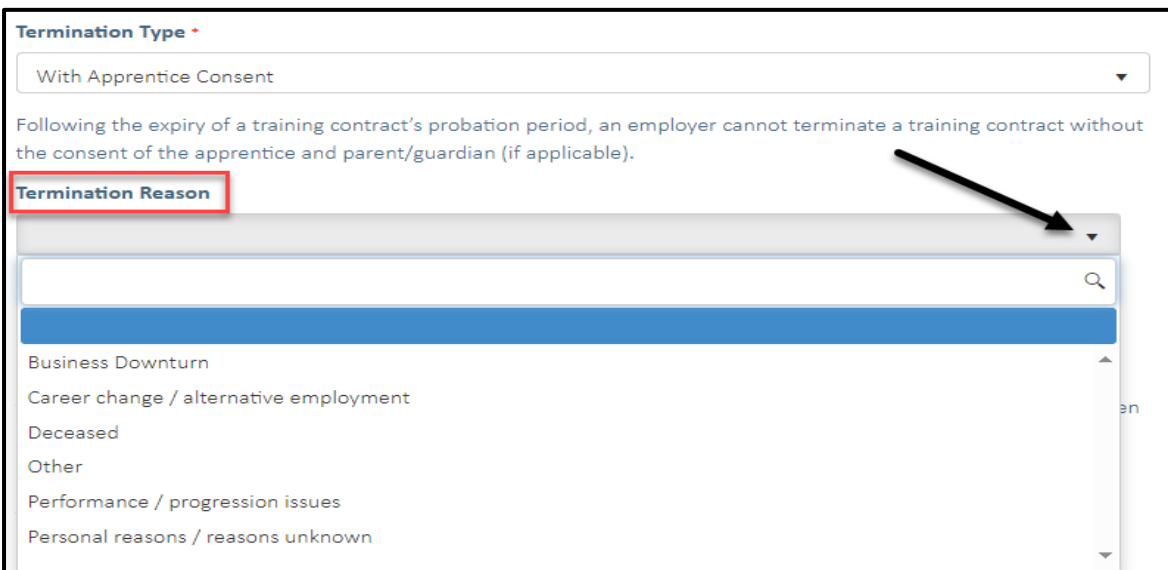 Termination Type *
With Apprentice Consent
Following the expiry of a training contract's probation period, an employer cannot terminate a training contract without
the consent of the apprentice and parent/guardian (if applicable).
Termination Reason
Business Downturn
Career change / alternative employment
en
Deceased
Other
Performance / progression issues
Personal reasons / reasons unknown